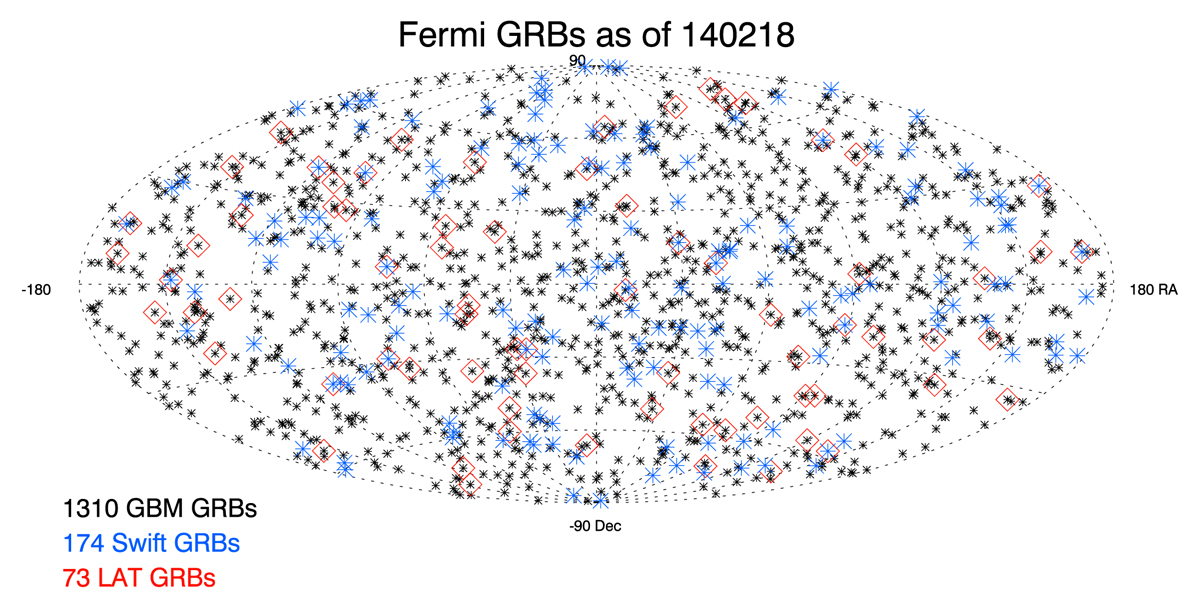 Fermi GRBs as of 140218
90
-180
180 RA
-90 Dec
1310 GBM GRBs
174 Swift GRBs
73 LAT GRBs